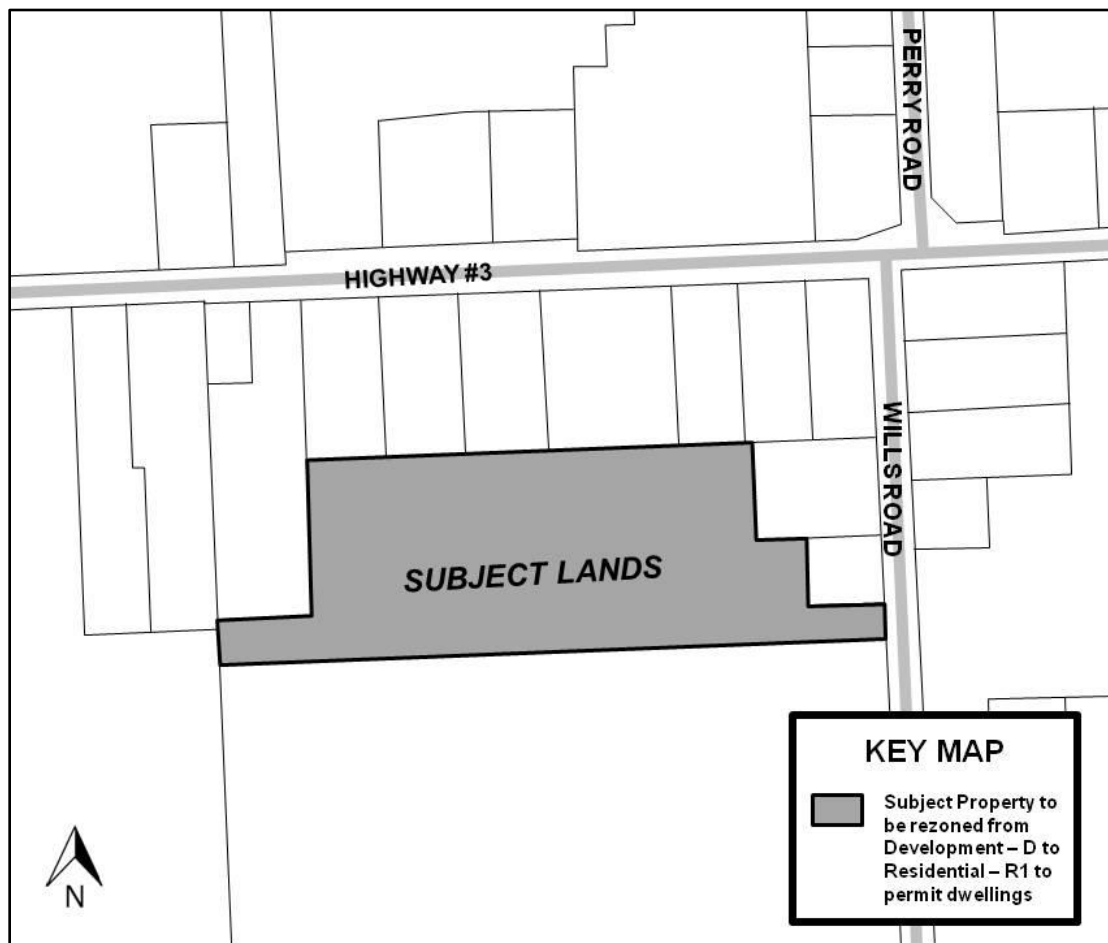 PERRY ROAD
HIGHWAY #3
WILLS ROAD
SUBJECT LANDS
KEY MAP
Subject Property to
be rezoned from
Development – D to
Residential – R1 to
permit dwellings
N